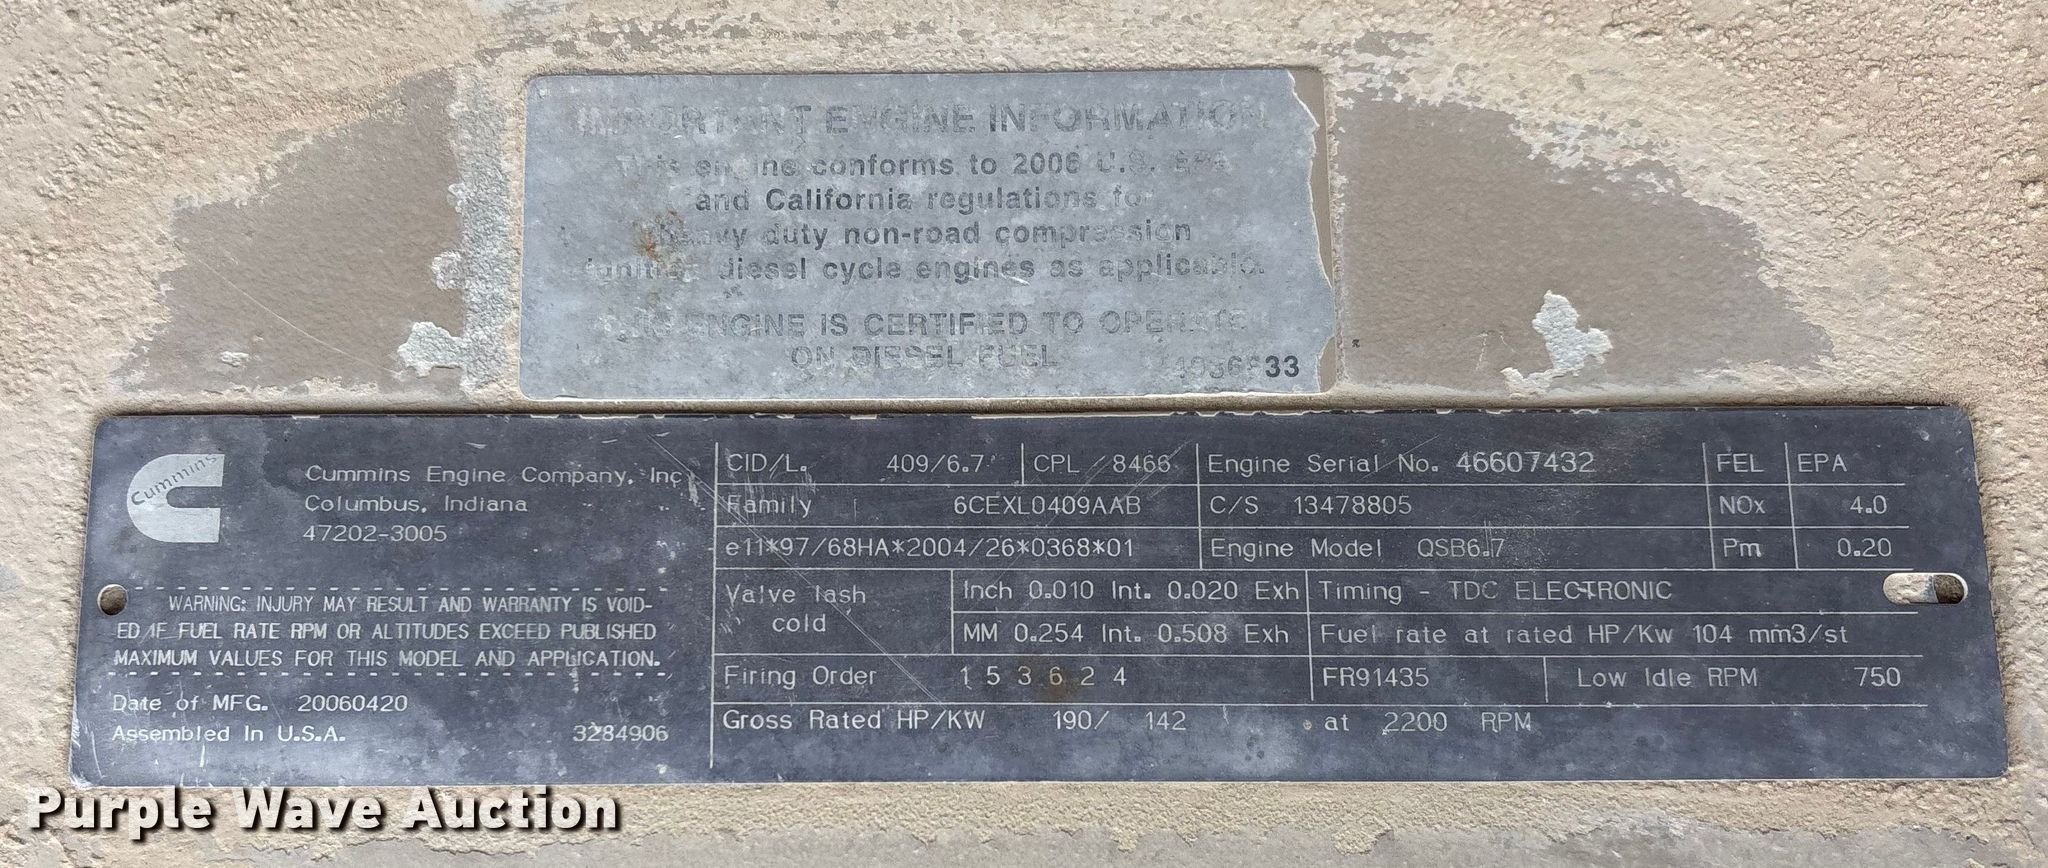 IMPORTANT ENGINE INFORMATION
This engine conforms to 2006 U.S. EPA
and California regulations for
heavy duty non-road compression
ignition diesel cycle engines as applicable.
ENGINE IS CERTIFIED TO OPERATE
ON DIESEL FUEL
Cummins
Cummins Engine Company, Inc
Columbus, Indiana
47202-3005
WARNING: INJURY MAY RESULT AND WARRANTY IS VOID-
ED IF FUEL RATE RPM OR ALTITUDES EXCEED PUBLISHED
MAXIMUM VALUES FOR THIS MODEL AND APPLICATION.
Date of MFG. 20060420
Assembled in U.S.A. 3284906
CID/L. 409/6.7 CPL 8466 Engine Serial No. 46607432 FEL EPA
Family 6CEXL0409AAB C/S 13478805 NOx 4.0
e11*97/68HA*2004/26*0368*01 Engine Model QSB6.7 Pm 0.20
Valve lash Inch 0.010 Int. 0.020 Exh Timing - TDC ELECTRONIC
cold MM 0.254 Int. 0.508 Exh Fuel rate at rated HP/Kw 104 mm3/st
Firing Order 1 5 3 6 2 4 FR91435 Low Idle RPM 750
Gross Rated HP/KW 190/ 142 at 2200 RPM
Purple Wave Auction